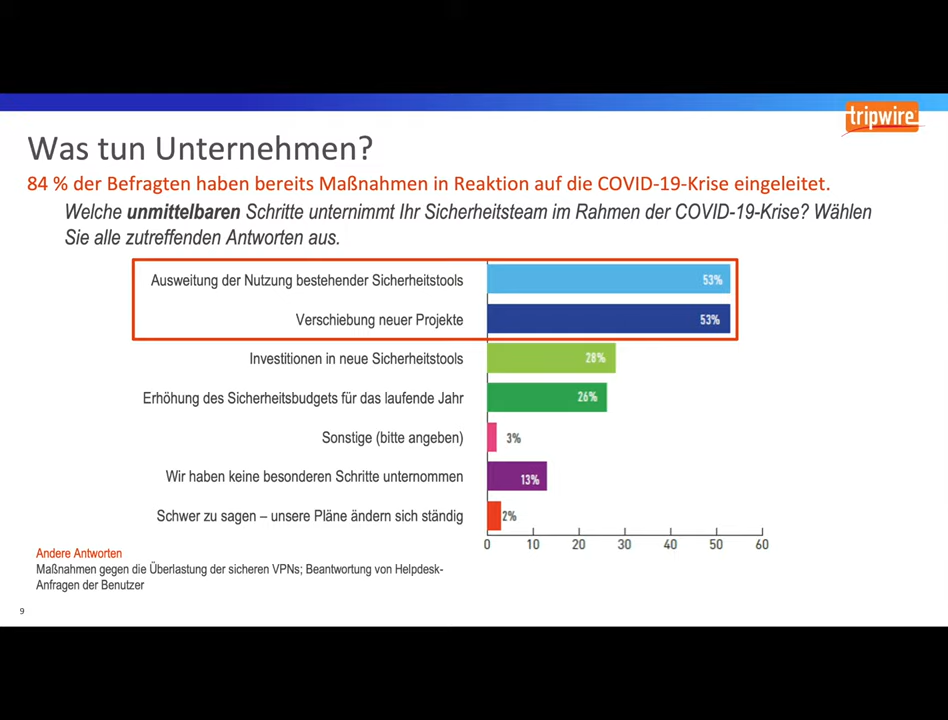 tripwire
Was tun Unternehmen?
84 % der Befragten haben bereits Maßnahmen in Reaktion auf die COVID-19-Krise eingeleitet.
Welche unmittelbaren Schritte unternimmt Ihr Sicherheitsteam im Rahmen der COVID-19-Krise? Wählen
Sie alle zutreffenden Antworten aus.
Ausweitung der Nutzung bestehender Sicherheitstools 53%
Verschiebung neuer Projekte 53%
Investitionen in neue Sicherheitstools 28%
Erhöhung des Sicherheitsbudgets für das laufende Jahr 26%
Sonstige (bitte angeben) 3%
Wir haben keine besonderen Schritte unternommen 13%
Schwer zu sagen – unsere Pläne ändern sich ständig 2%
0 10 20 30 40 50 60
Andere Antworten
Maßnahmen gegen die Überlastung der sicheren VPNs; Beantwortung von Helpdesk-
Anfragen der Benutzer
9